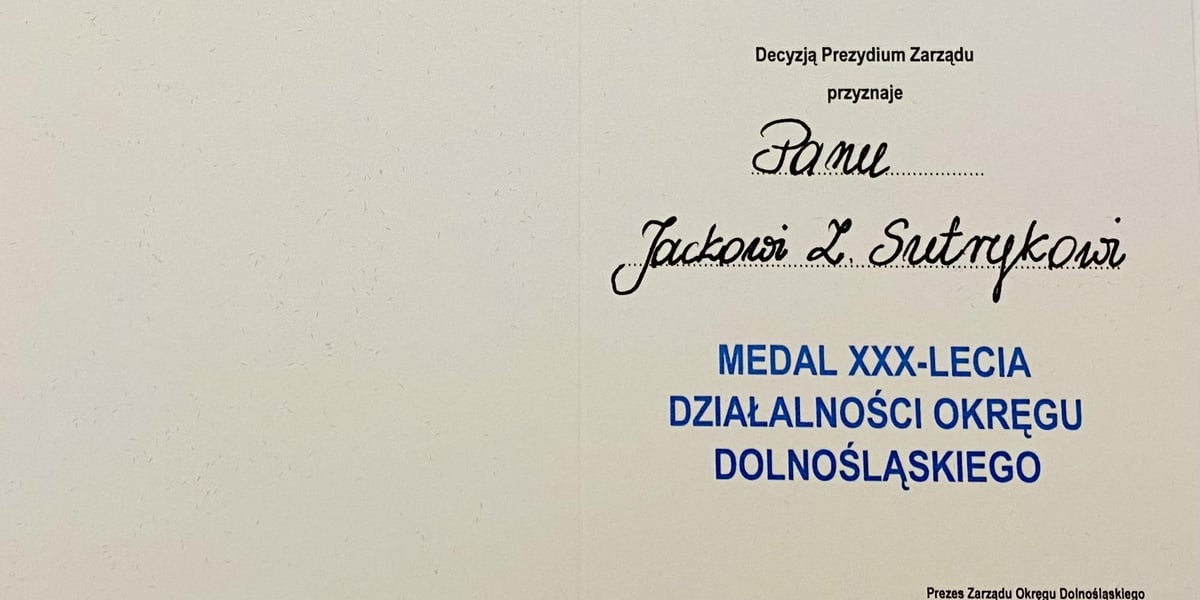 Decyzją Prezydium Zarządu
przyznaje
Panu
Jackowi L. Sutrykowi
MEDAL XXX-LECIA
DZIAŁALNOŚCI OKRĘGU
DOLNOŚLĄSKIEGO
Prezes Zarządu Okręgu Dolnośląskiego